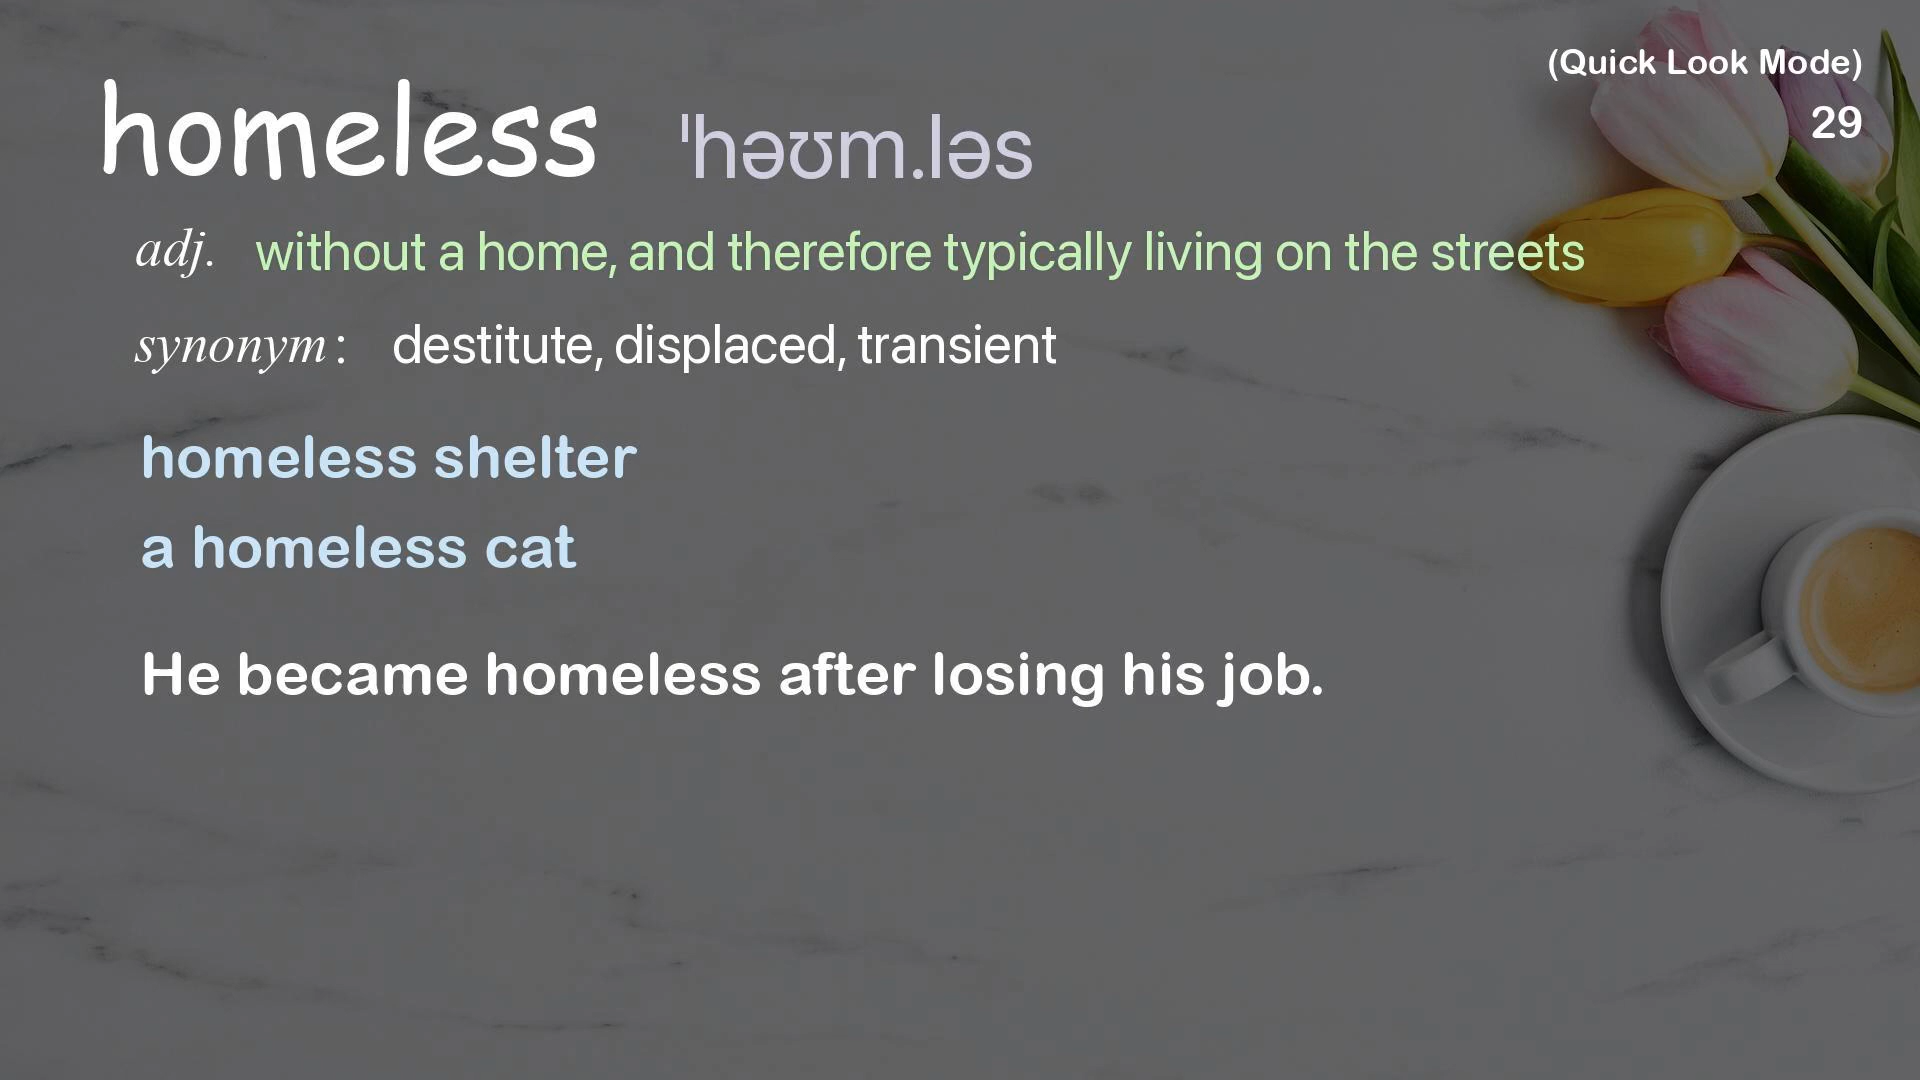 (Quick Look Mode)
29
homeless ˈhəʊm.ləs
adj. without a home, and therefore typically living on the streets
synonym: destitute, displaced, transient
homeless shelter
a homeless cat
He became homeless after losing his job.